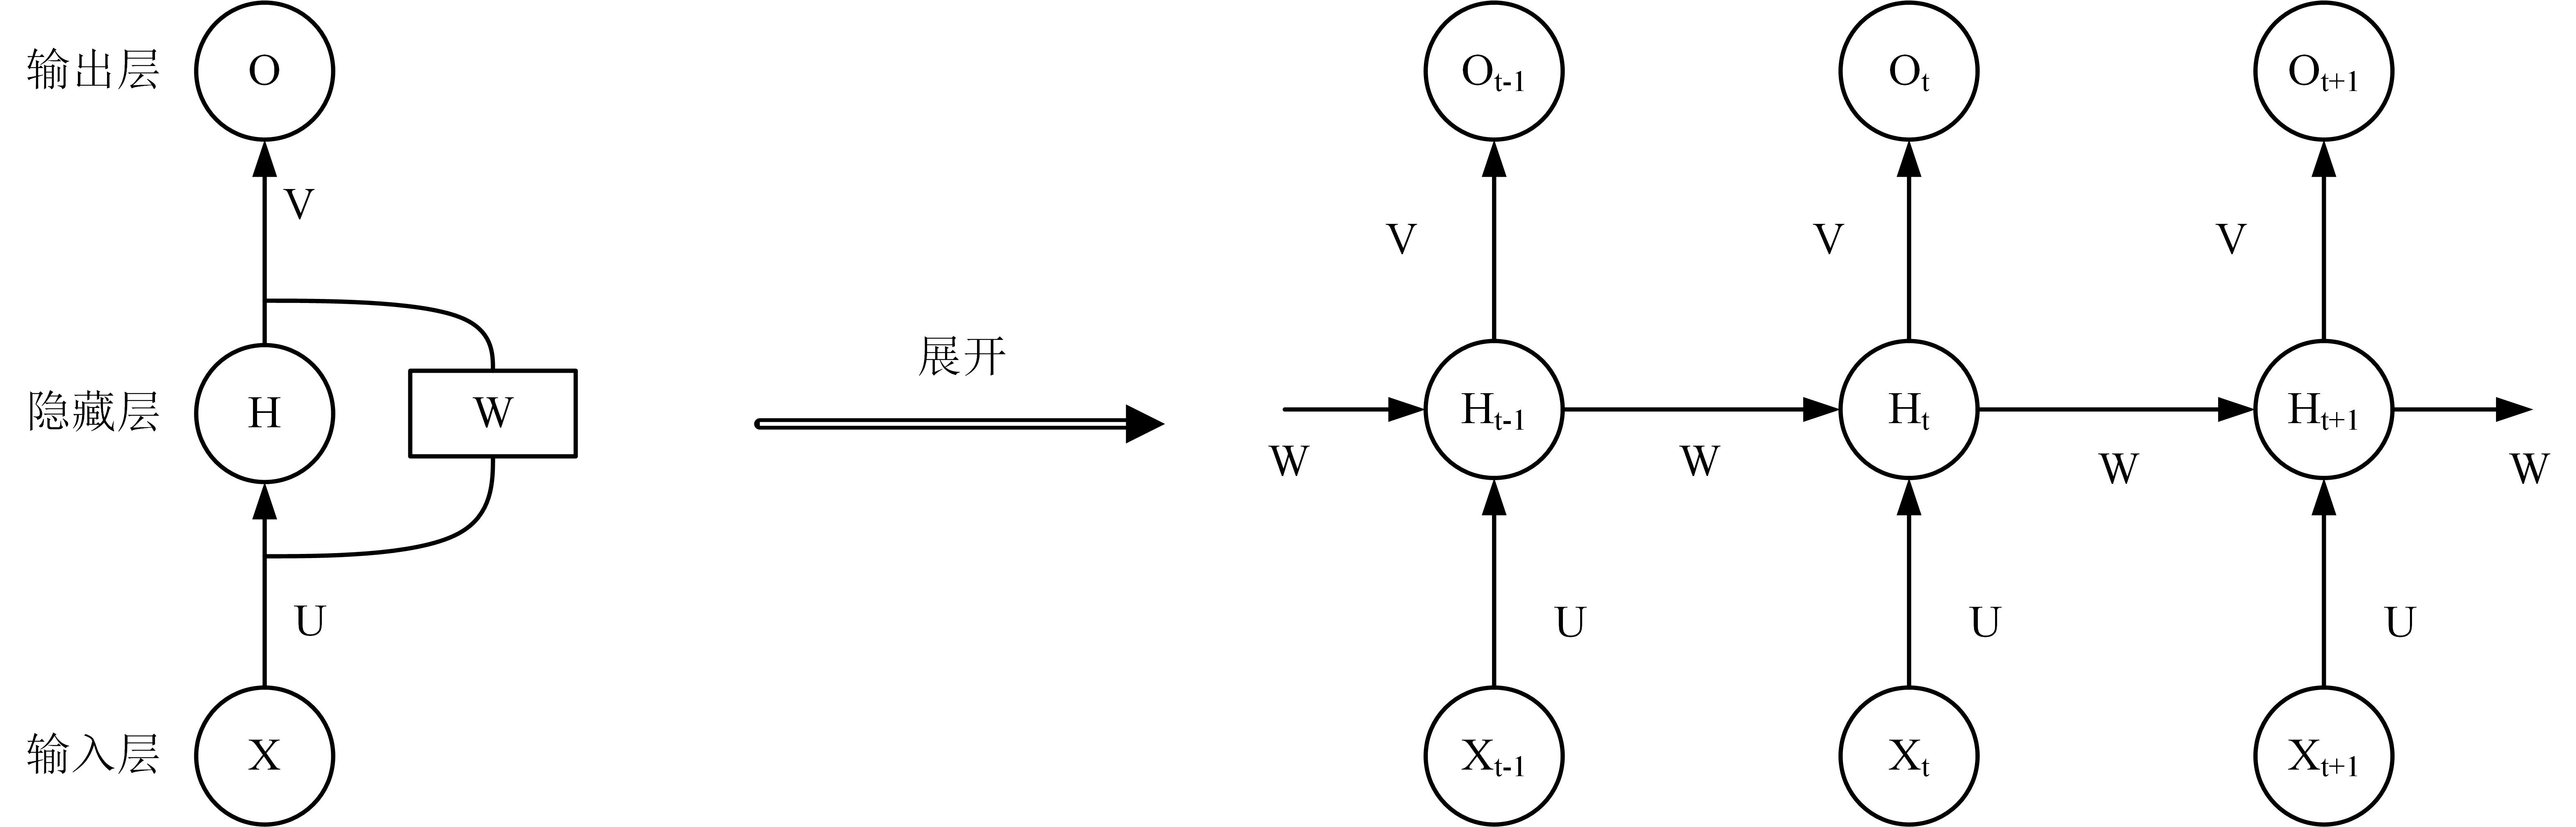 输出层 O O_{t-1} O_t O_{t+1}
V
V V V
展开
隐藏层 H W H_{t-1} H_t H_{t+1}
W W W W
U U U U
输入层 X X_{t-1} X_t X_{t+1}